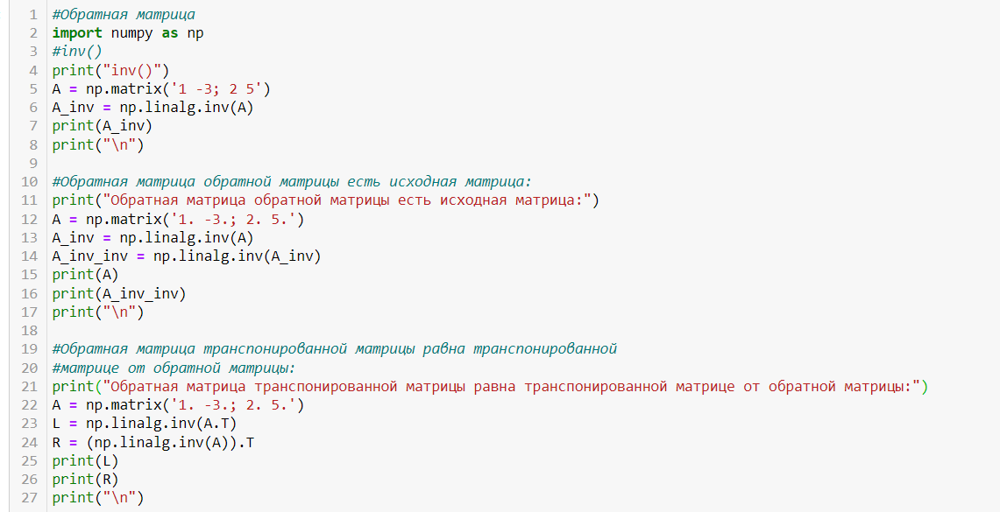 1 #Обратная матрица
2 import numpy as np
3 #inv()
4 print("inv()")
5 A = np.matrix('1 -3; 2 5')
6 A_inv = np.linalg.inv(A)
7 print(A_inv)
8 print("\n")
9
10 #Обратная матрица обратной матрицы есть исходная матрица:
11 print("Обратная матрица обратной матрицы есть исходная матрица:")
12 A = np.matrix('1. -3.; 2. 5.')
13 A_inv = np.linalg.inv(A)
14 A_inv_inv = np.linalg.inv(A_inv)
15 print(A)
16 print(A_inv_inv)
17 print("\n")
18
19 #Обратная матрица транспонированной матрицы равна транспонированной
20 #матрице от обратной матрицы:
21 print("Обратная матрица транспонированной матрицы равна транспонированной матрице от обратной матрицы:")
22 A = np.matrix('1. -3.; 2. 5.')
23 L = np.linalg.inv(A.T)
24 R = (np.linalg.inv(A)).T
25 print(L)
26 print(R)
27 print("\n")